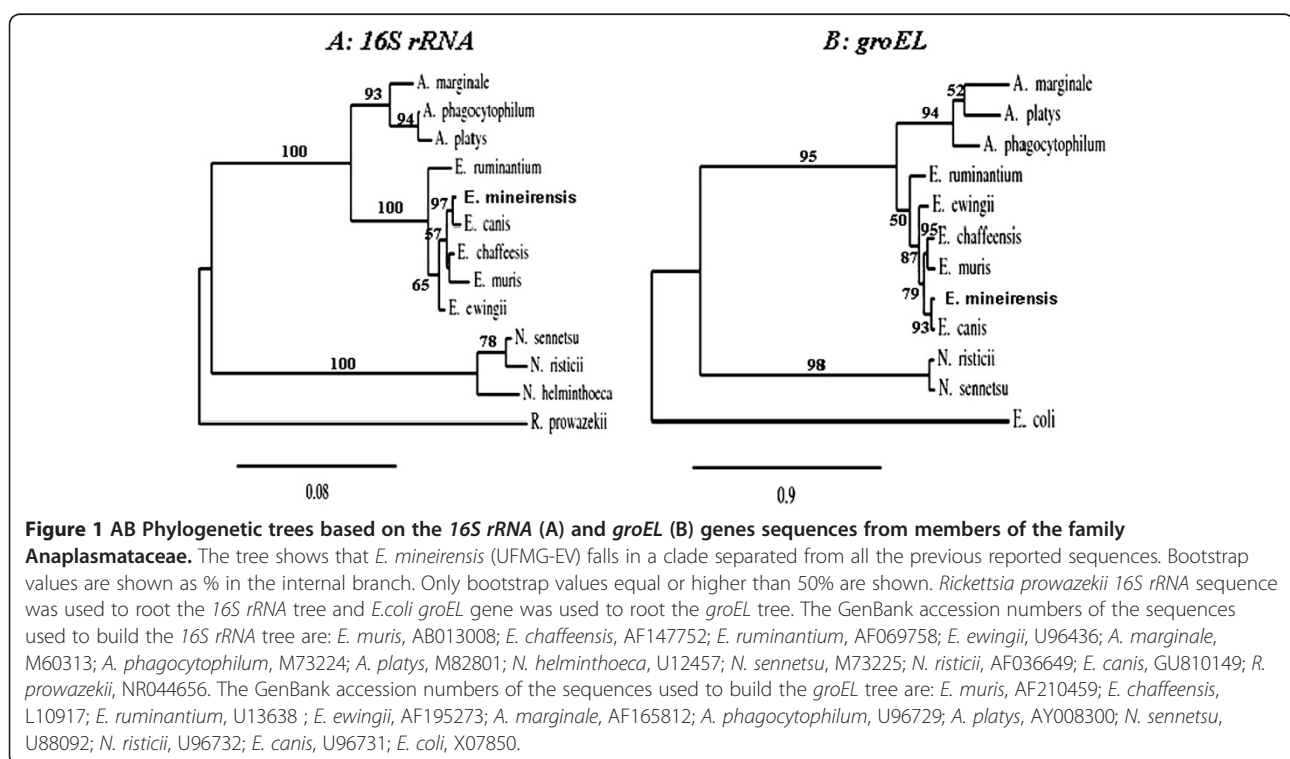 A: 16S rRNA
93
A. marginale
94
A. phagocytophilum
A. platys
100
E. ruminantium
100
97
E. mineirensis
E. canis
57
E. chaffeesis
E. muris
65
E. ewingii
78
N. sennetsu
N. risticii
100
N. helminthoeca
R. prowazekii
0.08
B: groEL
52
A. marginale
94
A. platys
A. phagocytophilum
95
E. ruminantium
50
E. ewingii
95
E. chaffeensis
87
E. muris
79
E. mineirensis
93
E. canis
98
N. risticii
N. sennetsu
E. coli
0.9
Figure 1 AB Phylogenetic trees based on the 16S rRNA (A) and groEL (B) genes sequences from members of the family
Anaplasmataceae. The tree shows that E. mineirensis (UFMG-EV) falls in a clade separated from all the previous reported sequences. Bootstrap
values are shown as % in the internal branch. Only bootstrap values equal or higher than 50% are shown. Rickettsia prowazekii 16S rRNA sequence
was used to root the 16S rRNA tree and E.coli groEL gene was used to root the groEL tree. The GenBank accession numbers of the sequences
used to build the 16S rRNA tree are: E. muris, AB013008; E. chaffeensis, AF147752; E. ruminantium, AF069758; E. ewingii, U96436; A. marginale,
M60313; A. phagocytophilum, M73224; A. platys, M82801; N. helminthoeca, U12457; N. sennetsu, M73225; N. risticii, AF036649; E. canis, GU810149; R.
prowazekii, NR044656. The GenBank accession numbers of the sequences used to build the groEL tree are: E. muris, AF210459; E. chaffeensis,
L10917; E. ruminantium, U13638 ; E. ewingii, AF195273; A. marginale, AF165812; A. phagocytophilum, U96729; A. platys, AY008300; N. sennetsu,
U88092; N. risticii, U96732; E. canis, U96731; E. coli, X07850.